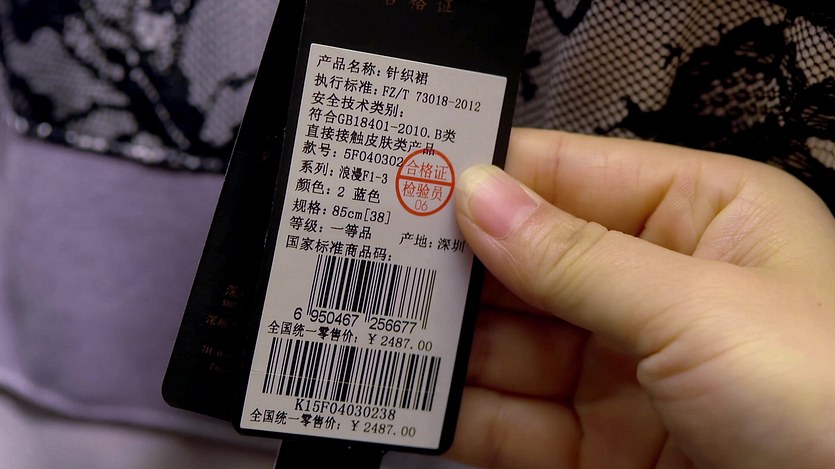 合格证
产品名称：针织裙
执行标准：FZ/T 73018-2012
安全技术类别：
符合GB18401-2010.B类
直接接触皮肤类产品
款号：5F040302
合格证
检验员
06
系列：浪漫F1-3
颜色：2 蓝色
规格：85cm[38]
等级：一等品 产地：深圳
国家标准商品码：
6 950467 256677
全国统一零售价：￥2487.00
K15F04030238
全国统一零售价：￥2487.00